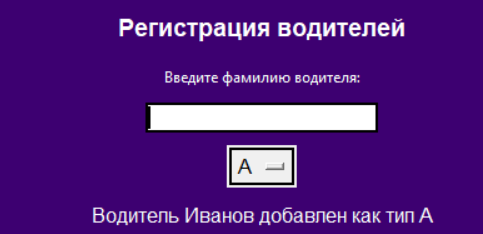 Регистрация водителей
Введите фамилию водителя:
A
Водитель Иванов добавлен как тип A